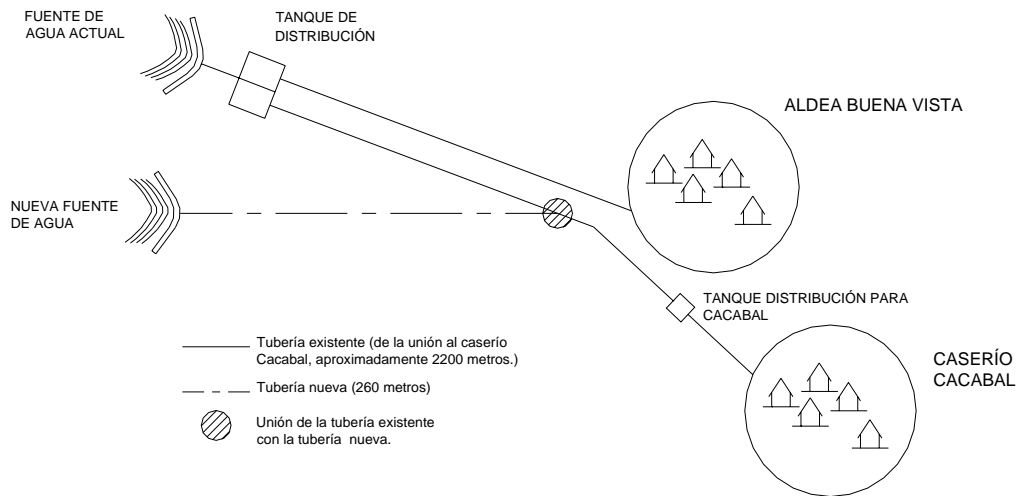 FUENTE DE
AGUA ACTUAL
TANQUE DE
DISTRIBUCIÓN
ALDEA BUENA VISTA
NUEVA FUENTE
DE AGUA
TANQUE DISTRIBUCIÓN PARA
CACABAL
CASERÍO
CACABAL
Tubería existente (de la unión al caserío
Cacabal, aproximadamente 2200 metros.)
Tubería nueva (260 metros)
Unión de la tubería existente
con la tubería nueva.